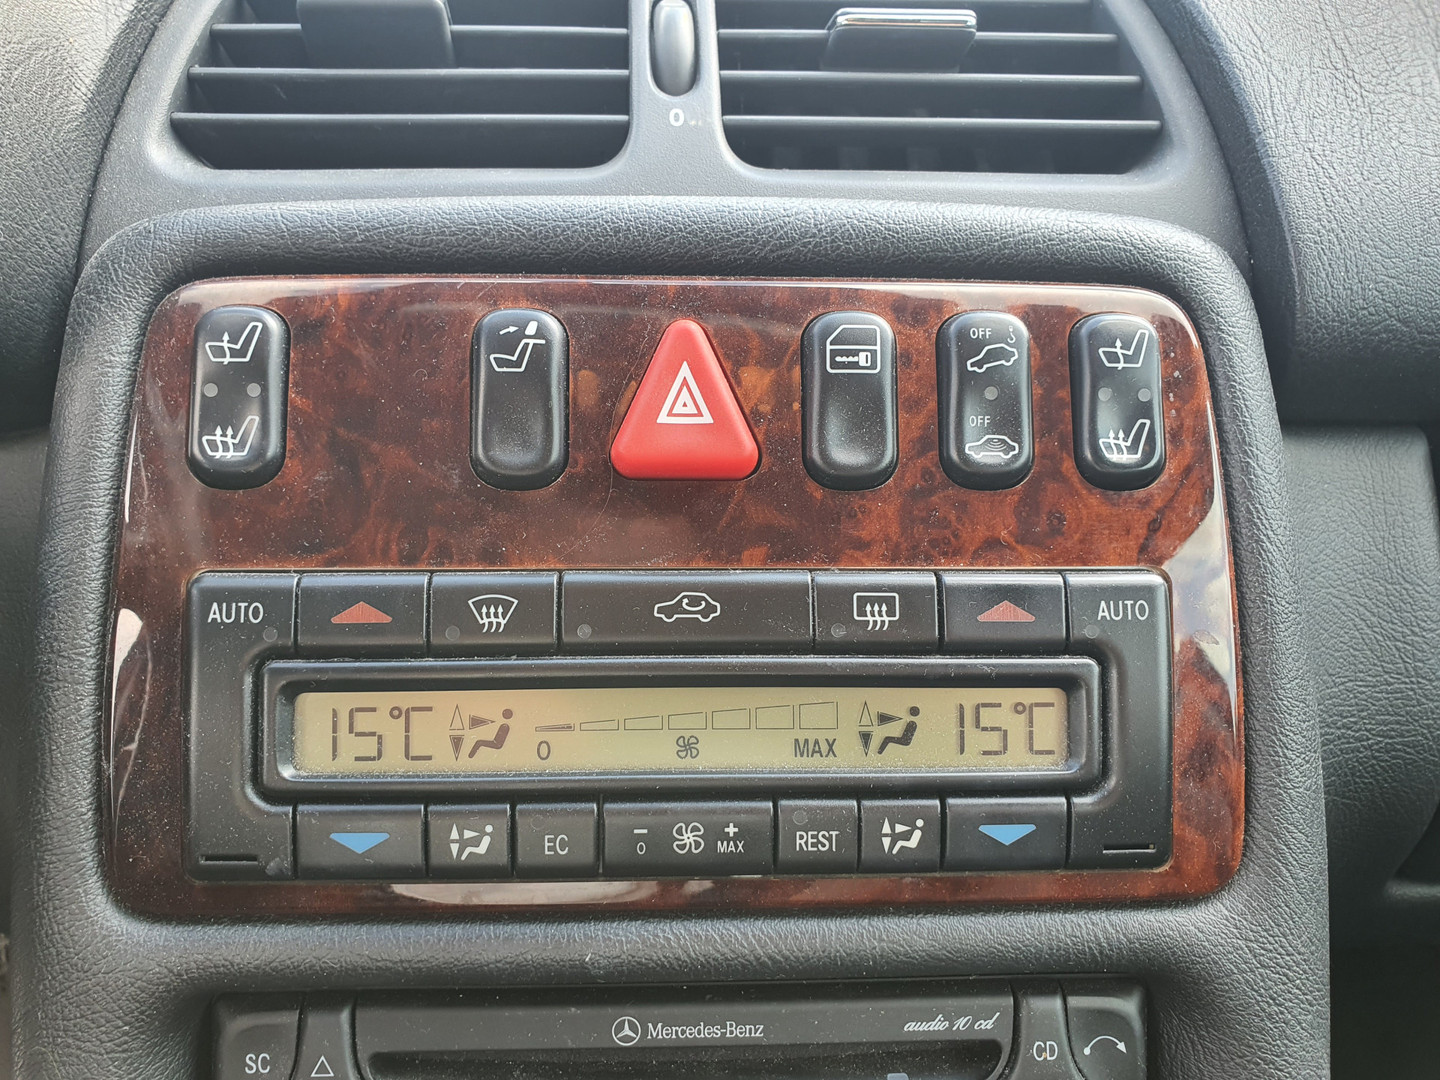 0
OFF
OFF
AUTO
AUTO
15°C
0
MAX
15°C
EC
- 0
+ MAX
REST
Mercedes-Benz
audio 10 cd
SC
CD